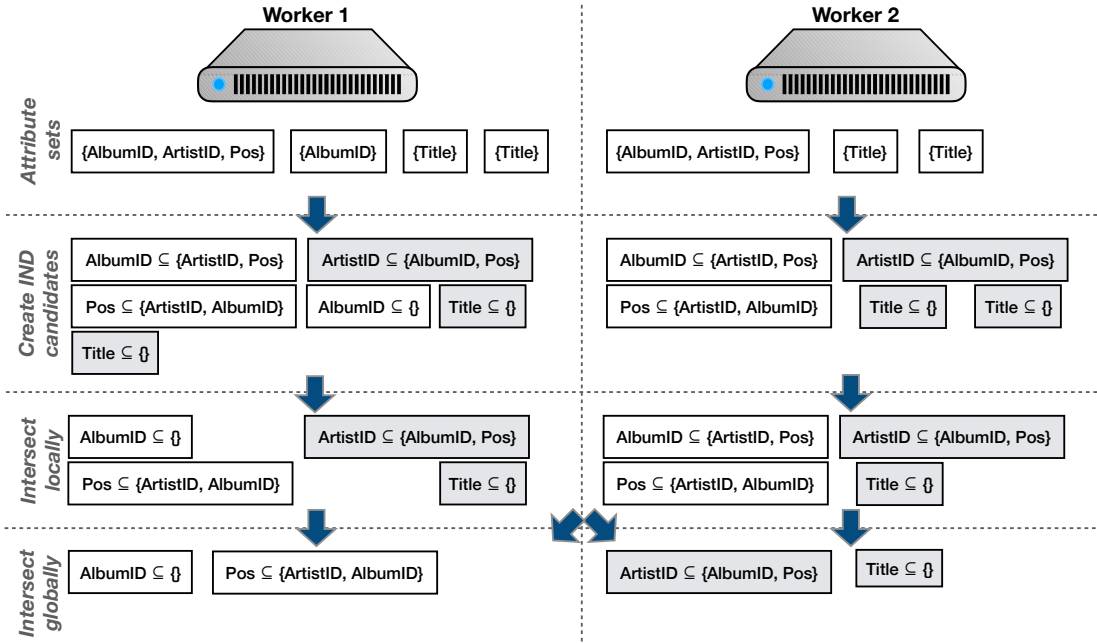 Worker 1
Worker 2
Attribute
sets
{AlbumID, ArtistID, Pos}
{AlbumID}
{Title}
{Title}
{AlbumID, ArtistID, Pos}
{Title}
{Title}
Create IND
candidates
AlbumID ⊆ {ArtistID, Pos}
ArtistID ⊆ {AlbumID, Pos}
Pos ⊆ {ArtistID, AlbumID}
AlbumID ⊆ {}
Title ⊆ {}
Title ⊆ {}
AlbumID ⊆ {ArtistID, Pos}
ArtistID ⊆ {AlbumID, Pos}
Pos ⊆ {ArtistID, AlbumID}
Title ⊆ {}
Title ⊆ {}
Intersect
locally
AlbumID ⊆ {}
ArtistID ⊆ {AlbumID, Pos}
Pos ⊆ {ArtistID, AlbumID}
Title ⊆ {}
AlbumID ⊆ {ArtistID, Pos}
ArtistID ⊆ {AlbumID, Pos}
Pos ⊆ {ArtistID, AlbumID}
Title ⊆ {}
Intersect
globally
AlbumID ⊆ {}
Pos ⊆ {ArtistID, AlbumID}
ArtistID ⊆ {AlbumID, Pos}
Title ⊆ {}